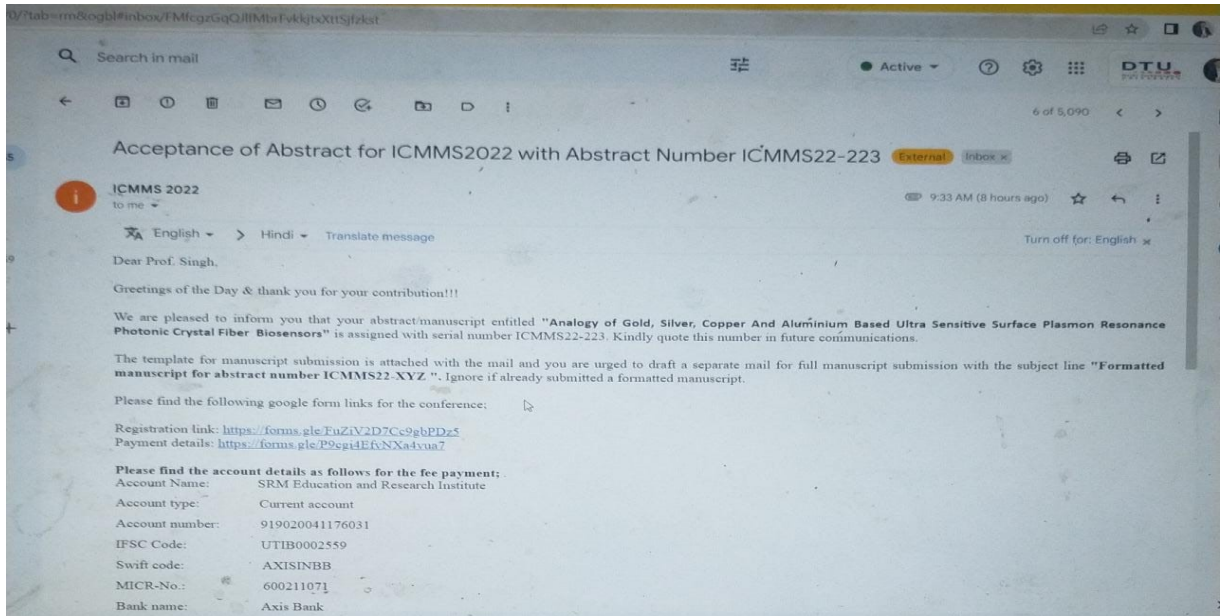 0/?tab=rm&ogbl#inbox/
Search in mail
Active
DTU
6 of 5,090
Acceptance of Abstract for ICMMS2022 with Abstract Number ICMMS22-223 External Inbox ×
i
ICMMS 2022
9:33 AM (8 hours ago)
to me
English > Hindi Translate message
Turn off for: English ×
Dear Prof. Singh,
Greetings of the Day & thank you for your contribution!!!
We are pleased to inform you that your abstract/manuscript entitled "Analogy of Gold, Silver, Copper And Aluminium Based Ultra Sensitive Surface Plasmon Resonance
Photonic Crystal Fiber Biosensors" is assigned with serial number ICMMS22-223. Kindly quote this number in future communications.
The template for manuscript submission is attached with the mail and you are urged to draft a separate mail for full manuscript submission with the subject line "Formatted
manuscript for abstract number ICMMS22-XYZ ". Ignore if already submitted a formatted manuscript.
Please find the following google form links for the conference;
Registration link: https://forms.gle/FuZiV2D7Cc9gbPDz5
Payment details: https://forms.gle/P9cgi4EfvNXa4vua7
Please find the account details as follows for the fee payment;
Account Name: SRM Education and Research Institute
Account type: Current account
Account number: 919020041176031
IFSC Code: UTIB0002559
Swift code: AXISINBB
MICR-No.: 600211071
Bank name: Axis Bank